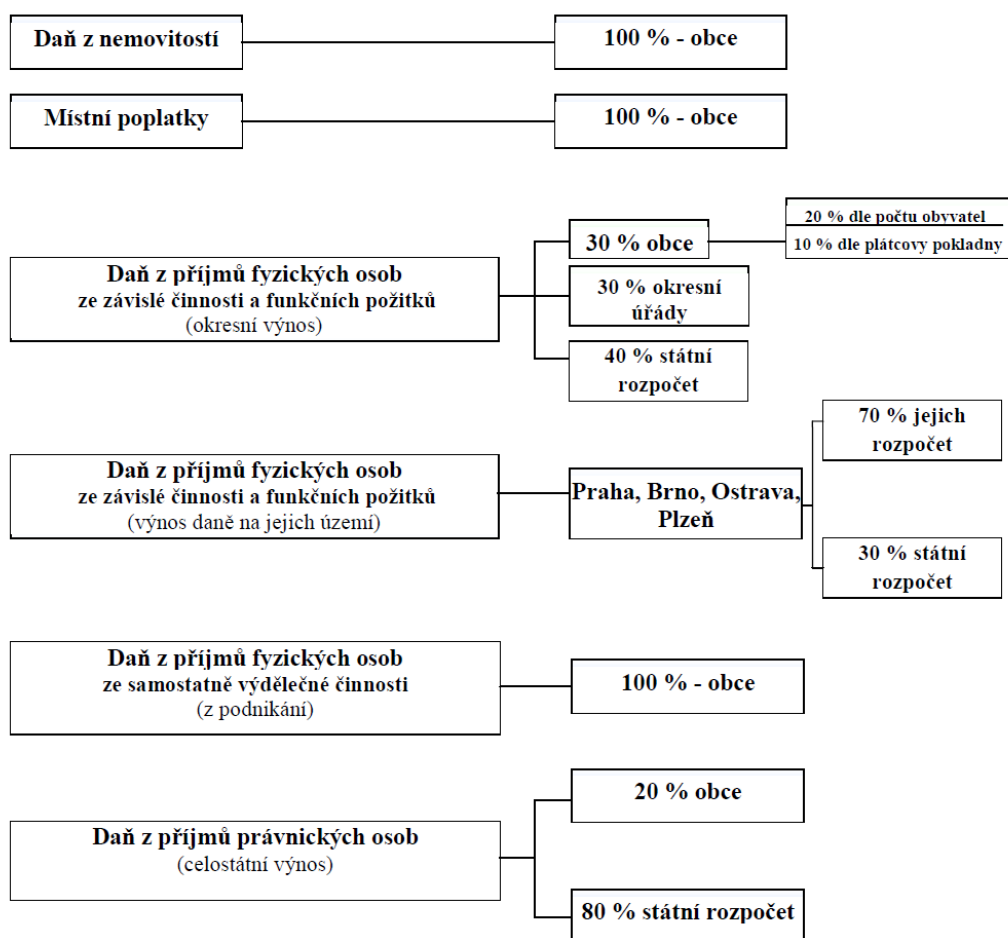 Daň z nemovitostí
100 % - obce
Místní poplatky
100 % - obce
Daň z příjmů fyzických osob
ze závislé činnosti a funkčních požitků
(okresní výnos)
30 % obce
20 % dle počtu obyvatel
10 % dle plátcovy pokladny
30 % okresní
úřády
40 % státní
rozpočet
Daň z příjmů fyzických osob
ze závislé činnosti a funkčních požitků
(výnos daně na jejich území)
Praha, Brno, Ostrava,
Plzeň
70 % jejich
rozpočet
30 % státní
rozpočet
Daň z příjmů fyzických osob
ze samostatně výdělečné činnosti
(z podnikání)
100 % - obce
Daň z příjmů právnických osob
(celostátní výnos)
20 % obce
80 % státní rozpočet